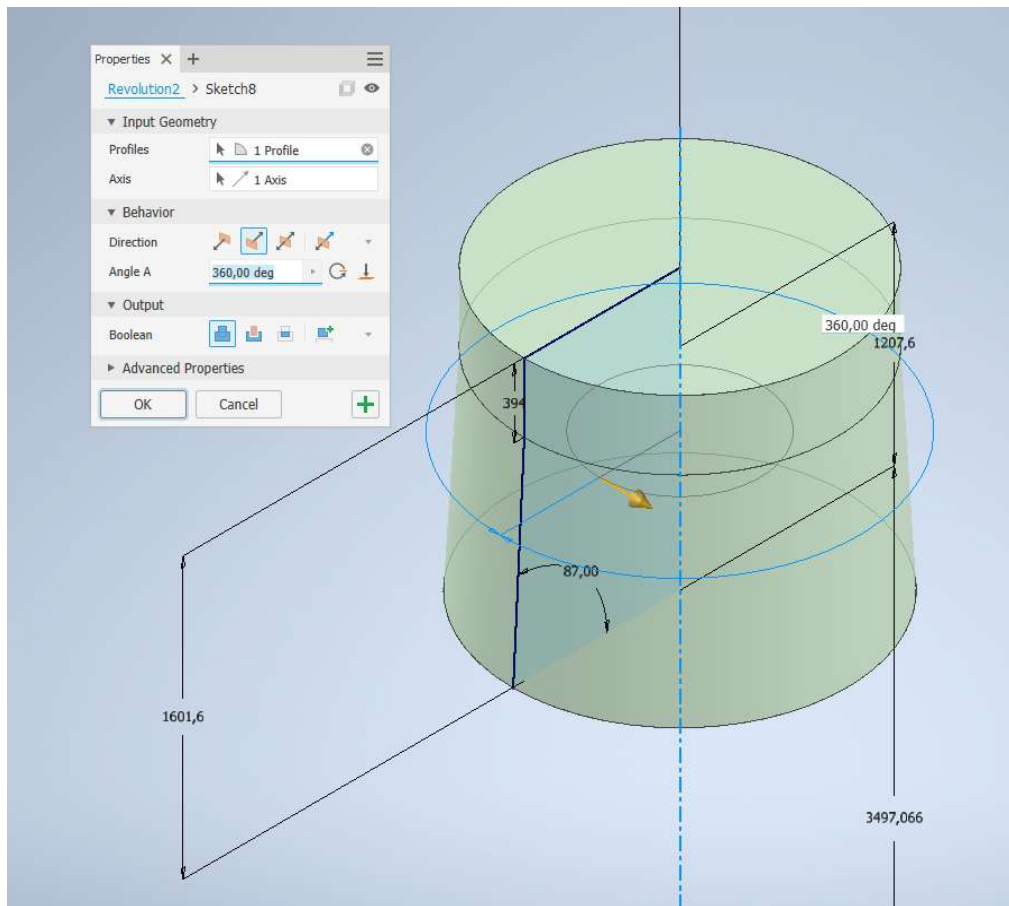 Properties
Revolution2 > Sketch8
Input Geometry
Profiles 1 Profile
Axis 1 Axis
Behavior
Direction
Angle A 360,00 deg
Output
Boolean
Advanced Properties
OK Cancel
360,00 deg
1207,6
394
87,00
1601,6
3497,066